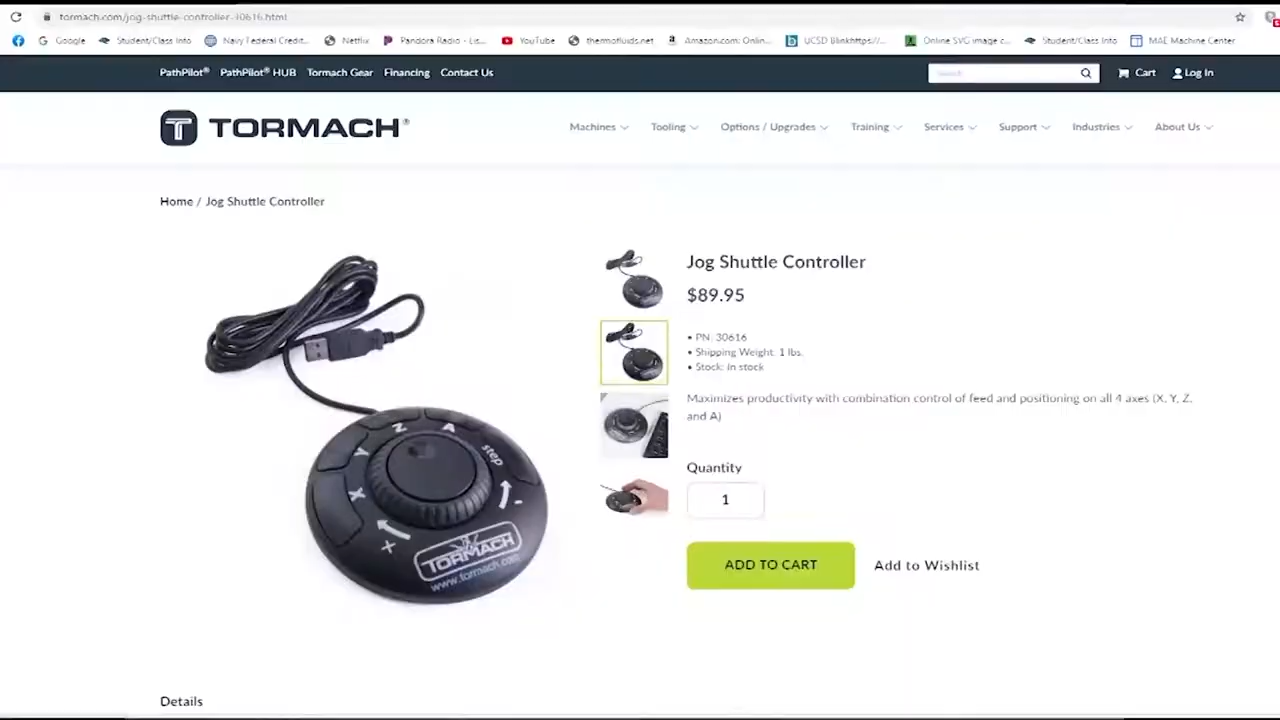 tormach.com/jog-shuttle-controller-30616.html
Google Student/Class Info Navy Federal Credit... Netflix Pandora Radio - Lis... YouTube thermofluids.net Amazon.com: Onlin... UCSD Blinkhttps://... Online SVG image c... Student/Class Info MAE Machine Center
PathPilot® PathPilot® HUB Tormach Gear Financing Contact Us
Search
Cart Log In
TORMACH®
Machines Tooling Options / Upgrades Training Services Support Industries About Us
Home / Jog Shuttle Controller
Jog Shuttle Controller
$89.95
• PN: 30616
• Shipping Weight: 1 lbs.
• Stock: In stock
Maximizes productivity with combination control of feed and positioning on all 4 axes (X, Y, Z,
and A)
Quantity
1
ADD TO CART Add to Wishlist
X Y Z A step
+ -
TORMACH
www.tormach.com
Details